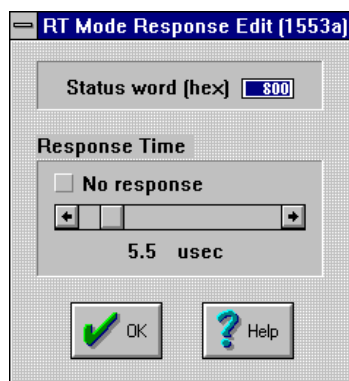 RT Mode Response Edit (1553a)
Status word (hex) 800
Response Time
No response
5.5 usec
OK
Help